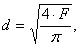 d = √(4 · F / π),